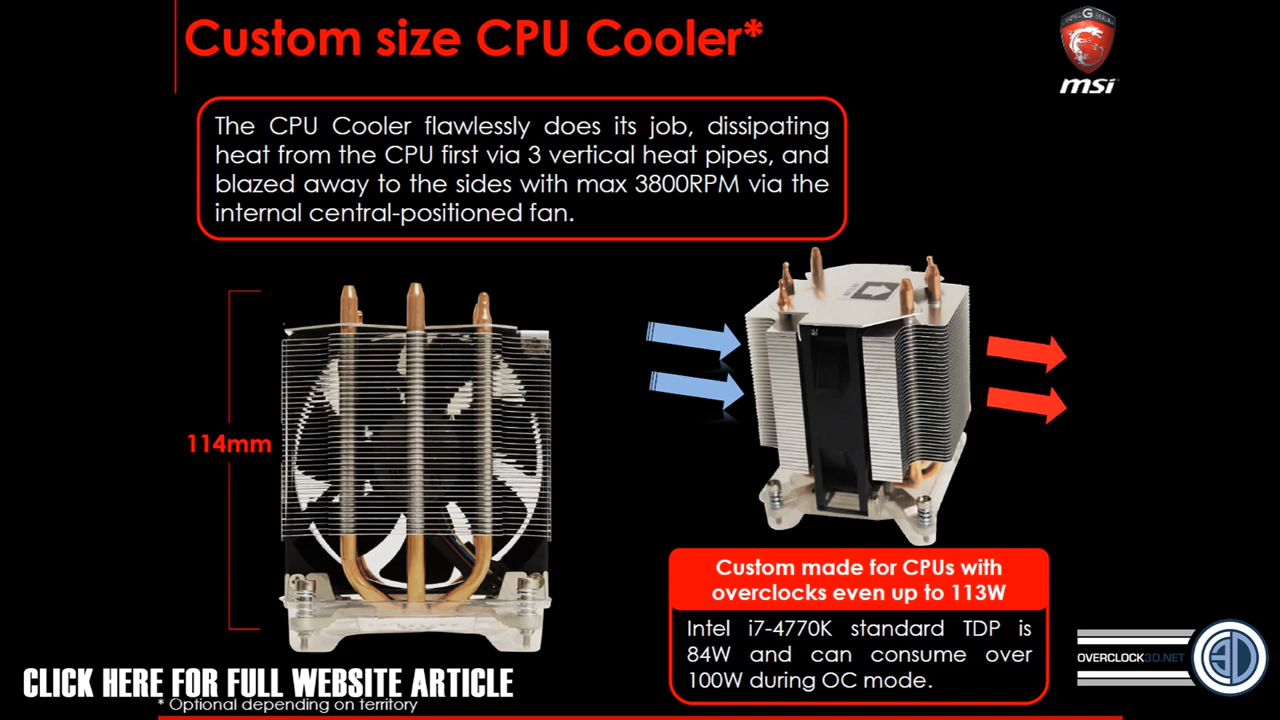 Custom size CPU Cooler*
msi
The CPU Cooler flawlessly does its job, dissipating
heat from the CPU first via 3 vertical heat pipes, and
blazed away to the sides with max 3800RPM via the
internal central-positioned fan.
114mm
Custom made for CPUs with
overclocks even up to 113W
Intel i7-4770K standard TDP is
84W and can consume over
100W during OC mode.
OVERCLOCK3D.NET
3D
CLICK HERE FOR FULL WEBSITE ARTICLE
* Optional depending on territory